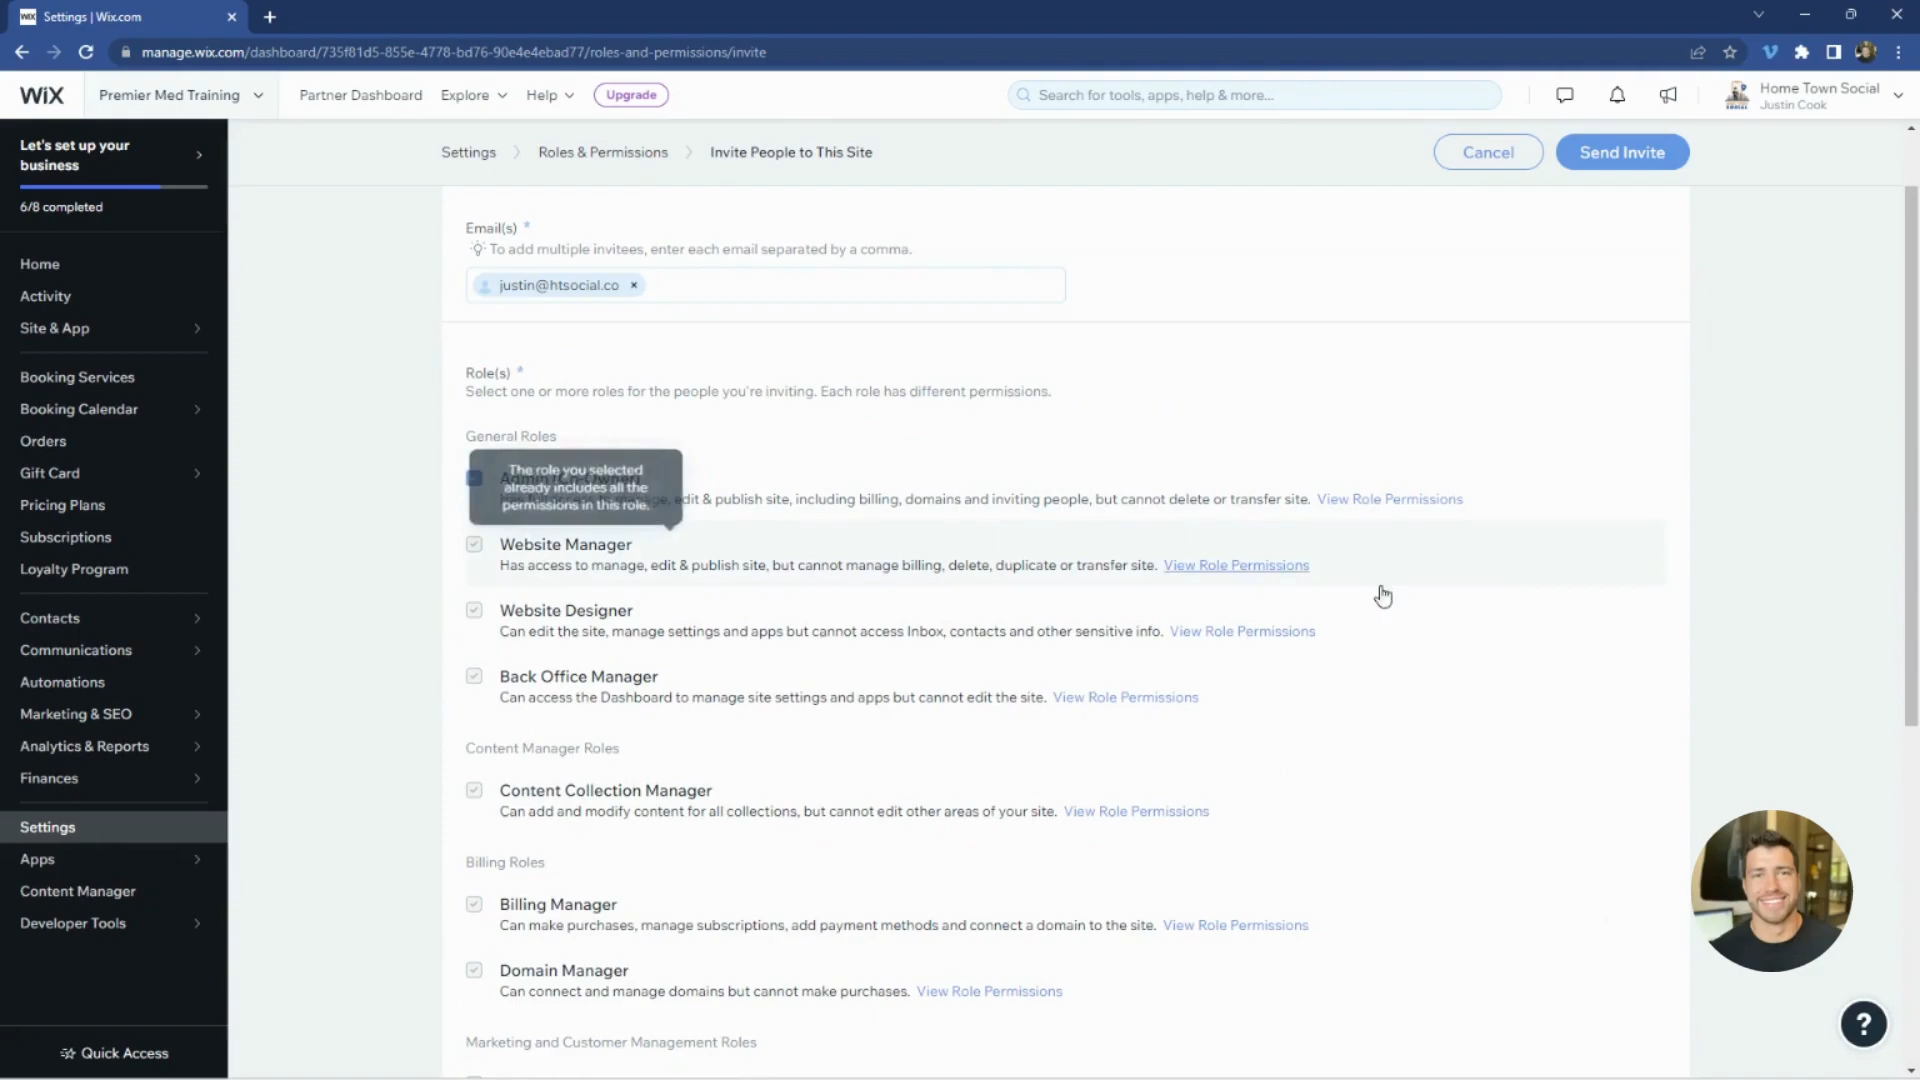 Settings | Wix.com
manage.wix.com/dashboard/735f81d5-855e-4778-bd76-90e4e4ebad77/roles-and-permissions/invite
WiX
Premier Med Training
Partner Dashboard
Explore
Help
Upgrade
Search for tools, apps, help & more...
Home Town Social
Justin Cook
Let's set up your
business
6/8 completed
Home
Activity
Site & App
Booking Services
Booking Calendar
Orders
Gift Card
Pricing Plans
Subscriptions
Loyalty Program
Contacts
Communications
Automations
Marketing & SEO
Analytics & Reports
Finances
Settings
Apps
Content Manager
Developer Tools
Quick Access
Settings > Roles & Permissions > Invite People to This Site
Cancel
Send Invite
Email(s) *
To add multiple invitees, enter each email separated by a comma.
justin@htsocial.co ×
Role(s) *
Select one or more roles for the people you're inviting. Each role has different permissions.
General Roles
The role you selected
already includes all the
permissions in this role.
Admin (Co-Owner)
edit & publish site, including billing, domains and inviting people, but cannot delete or transfer site. View Role Permissions
Website Manager
Has access to manage, edit & publish site, but cannot manage billing, delete, duplicate or transfer site. View Role Permissions
Website Designer
Can edit the site, manage settings and apps but cannot access Inbox, contacts and other sensitive info. View Role Permissions
Back Office Manager
Can access the Dashboard to manage site settings and apps but cannot edit the site. View Role Permissions
Content Manager Roles
Content Collection Manager
Can add and modify content for all collections, but cannot edit other areas of your site. View Role Permissions
Billing Roles
Billing Manager
Can make purchases, manage subscriptions, add payment methods and connect a domain to the site. View Role Permissions
Domain Manager
Can connect and manage domains but cannot make purchases. View Role Permissions
Marketing and Customer Management Roles
?